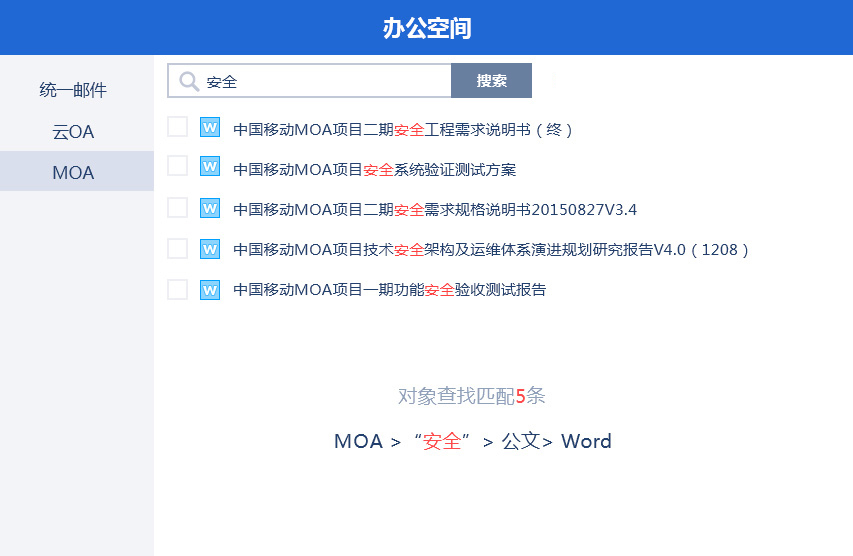 办公空间
统一邮件
云OA
MOA
安全
搜索
W 中国移动MOA项目二期安全工程需求说明书（终）
W 中国移动MOA项目安全系统验证测试方案
W 中国移动MOA项目二期安全需求规格说明书20150827V3.4
W 中国移动MOA项目技术安全架构及运维体系演进规划研究报告V4.0（1208）
W 中国移动MOA项目一期功能安全验收测试报告
对象查找匹配5条
MOA > “安全” > 公文> Word